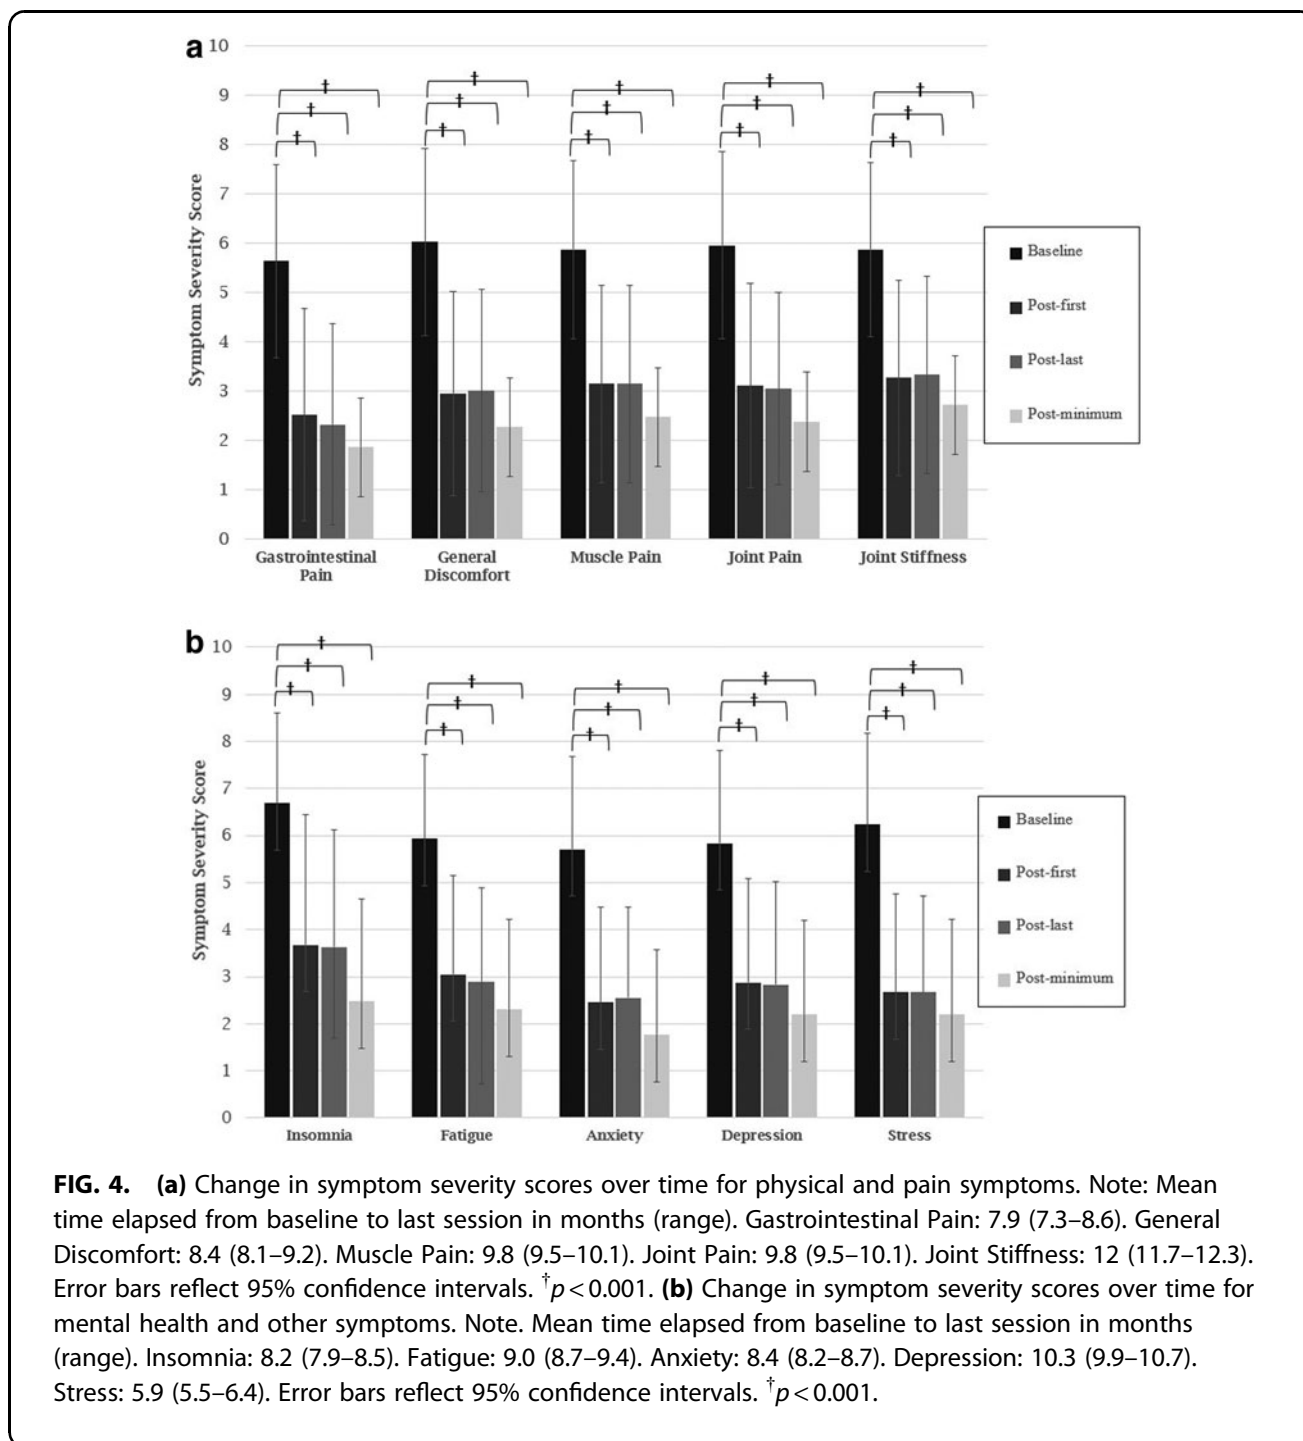 a
10
9
8
7
6
5
4
3
2
1
0
Symptom Severity Score
‡ ‡ ‡ ‡ ‡
‡ ‡ ‡ ‡ ‡
‡ ‡ ‡ ‡ ‡
Baseline
Post-first
Post-last
Post-minimum
Gastrointestinal
Pain
General
Discomfort
Muscle Pain
Joint Pain
Joint Stiffness
b
10
9
8
7
6
5
4
3
2
1
0
Symptom Severity Score
‡ ‡ ‡ ‡ ‡
‡ ‡ ‡ ‡ ‡
‡ ‡ ‡ ‡ ‡
Baseline
Post-first
Post-last
Post-minimum
Insomnia
Fatigue
Anxiety
Depression
Stress
FIG. 4. (a) Change in symptom severity scores over time for physical and pain symptoms. Note: Mean
time elapsed from baseline to last session in months (range). Gastrointestinal Pain: 7.9 (7.3–8.6). General
Discomfort: 8.4 (8.1–9.2). Muscle Pain: 9.8 (9.5–10.1). Joint Pain: 9.8 (9.5–10.1). Joint Stiffness: 12 (11.7–12.3).
Error bars reflect 95% confidence intervals. †p < 0.001. (b) Change in symptom severity scores over time for
mental health and other symptoms. Note. Mean time elapsed from baseline to last session in months
(range). Insomnia: 8.2 (7.9–8.5). Fatigue: 9.0 (8.7–9.4). Anxiety: 8.4 (8.2–8.7). Depression: 10.3 (9.9–10.7).
Stress: 5.9 (5.5–6.4). Error bars reflect 95% confidence intervals. †p < 0.001.